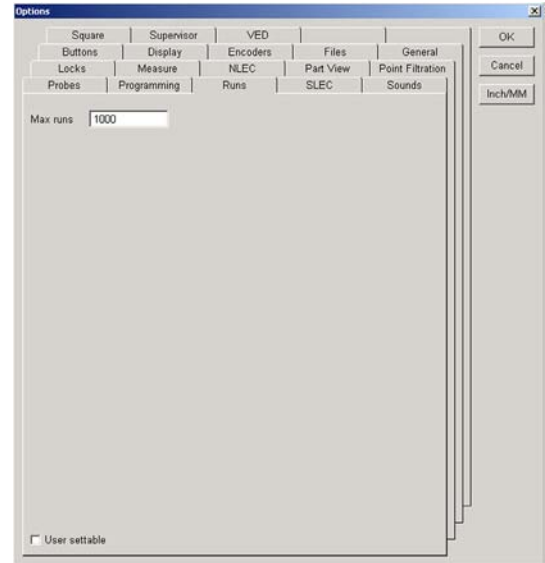 Options
Square Supervisor VED
OK
Buttons Display Encoders Files General
Locks Measure NLEC Part View Point Filtration
Cancel
Probes Programming Runs SLEC Sounds
Inch/MM
Max runs 1000
User settable